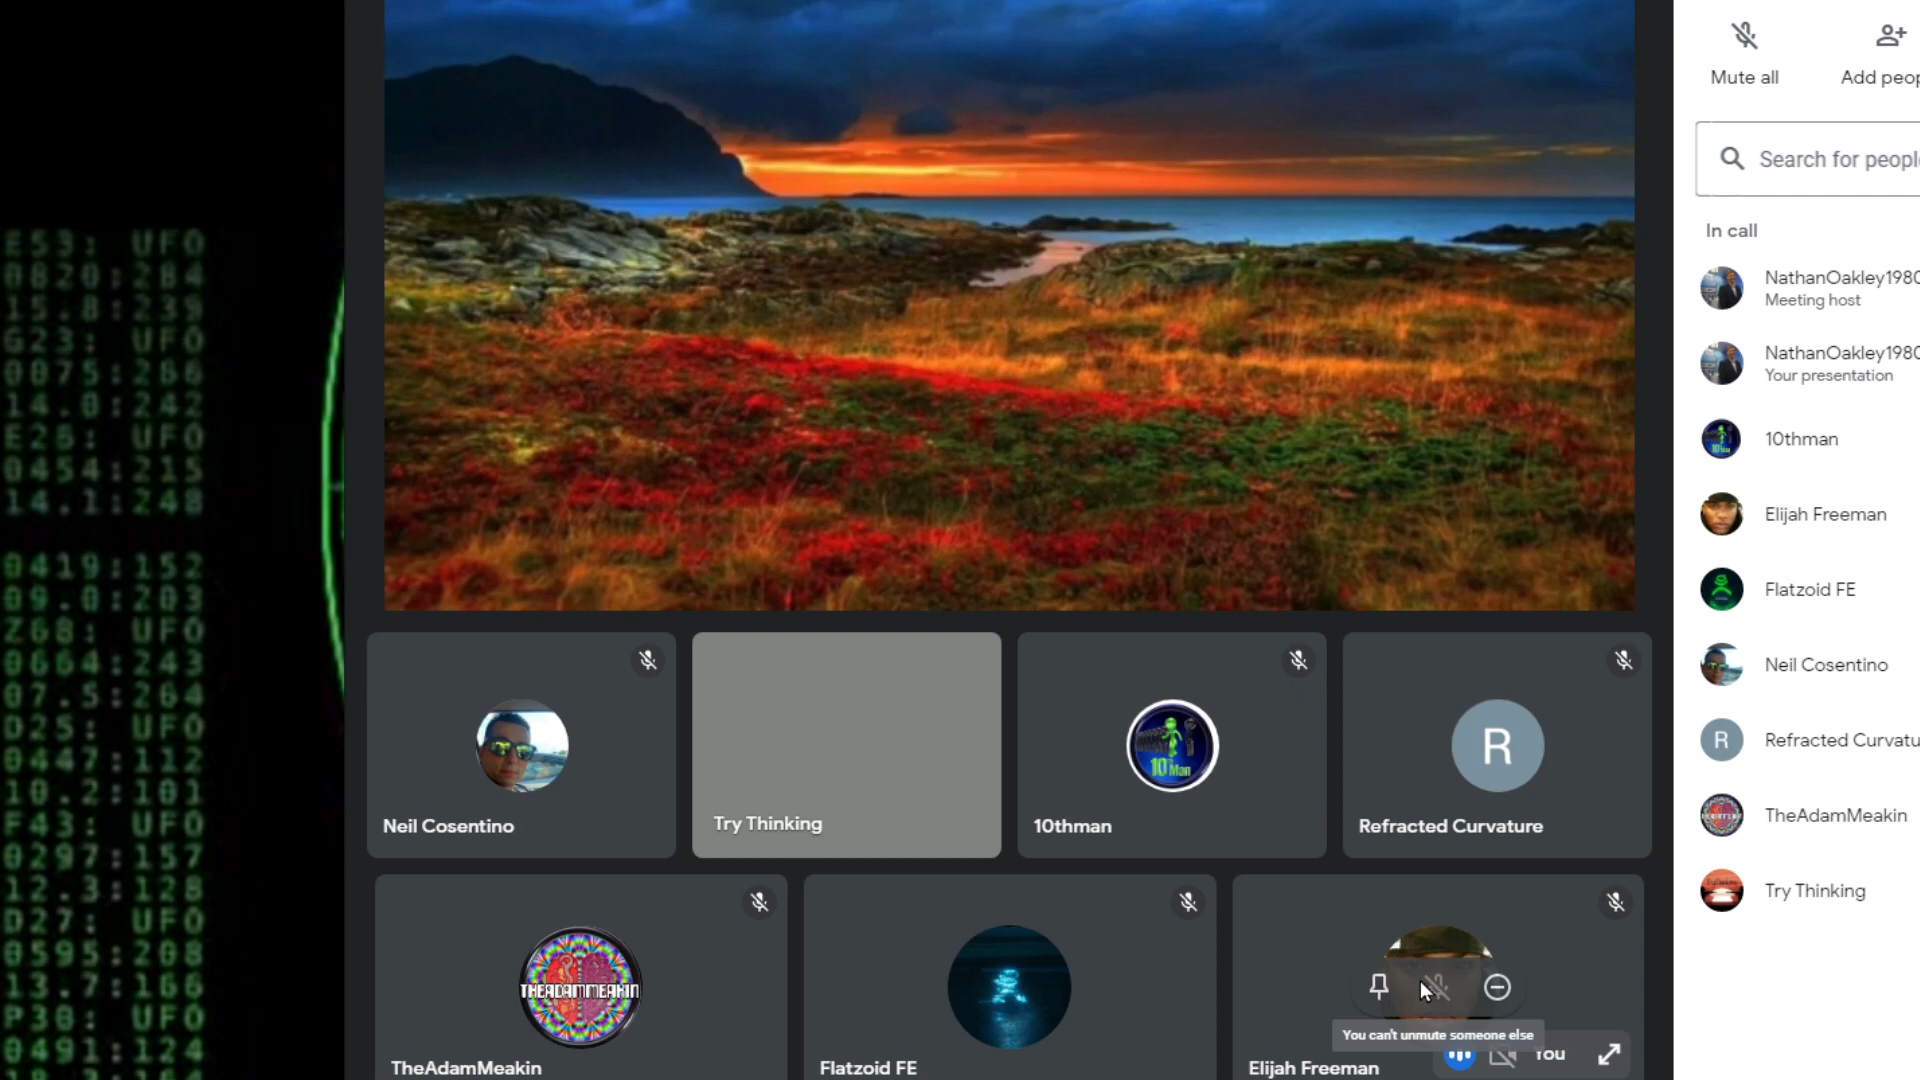 E53: UFO
0820:284
15.8:239
G23: UFO
0075:266
14.0:242
E26: UFO
0454:215
14.1:248
0419:152
09.0:203
Z68: UFO
0664:243
07.5:264
D25: UFO
0447:112
10.2:101
F43: UFO
0297:157
12.3:128
D27: UFO
0595:208
13.7:166
P30: UFO
0491:124
Neil Cosentino
Try Thinking
10thman
10 Man
R
Refracted Curvature
THEADAMMEAKIN
TheAdamMeakin
Flatzoid FE
You can't unmute someone else
Elijah Freeman
You
Mute all
Add peop
Search for people
In call
NathanOakley1980
Meeting host
NathanOakley1980
Your presentation
10thman
Elijah Freeman
Flatzoid FE
Neil Cosentino
R
Refracted Curvatu
TheAdamMeakin
Try Thinking